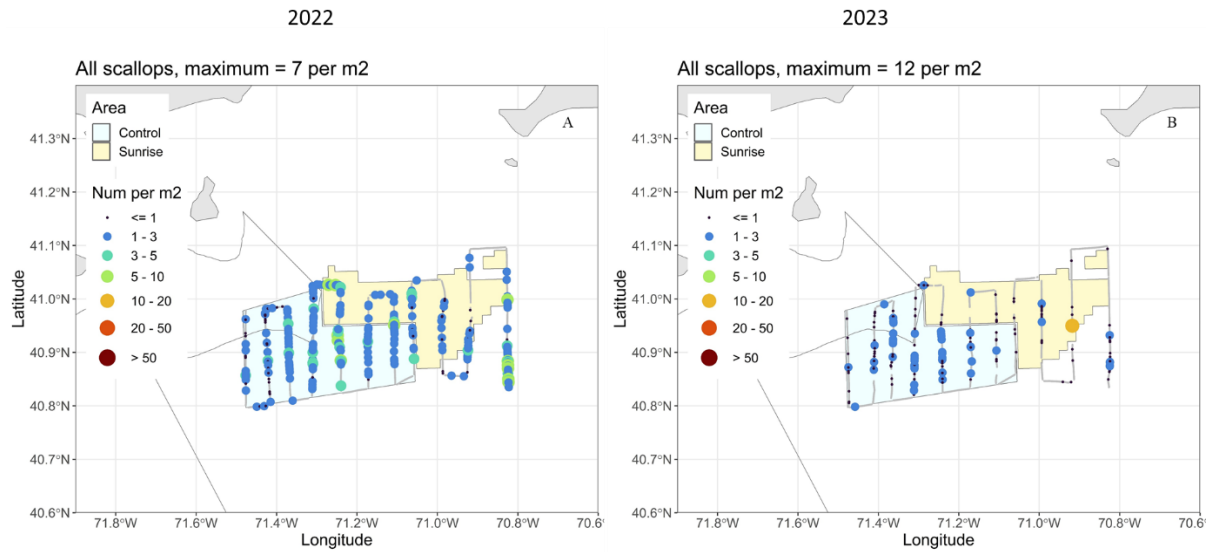 2022
All scallops, maximum = 7 per m2
Area
Control
Sunrise
Num per m2
<= 1
1 - 3
3 - 5
5 - 10
10 - 20
20 - 50
> 50
A
41.3°N
41.2°N
41.1°N
41.0°N
40.9°N
40.8°N
40.7°N
40.6°N
Latitude
71.8°W 71.6°W 71.4°W 71.2°W 71.0°W 70.8°W 70.6°
Longitude
2023
All scallops, maximum = 12 per m2
Area
Control
Sunrise
Num per m2
<= 1
1 - 3
3 - 5
5 - 10
10 - 20
20 - 50
> 50
B
41.3°N
41.2°N
41.1°N
41.0°N
40.9°N
40.8°N
40.7°N
40.6°N
Latitude
71.8°W 71.6°W 71.4°W 71.2°W 71.0°W 70.8°W 70.6°
Longitude